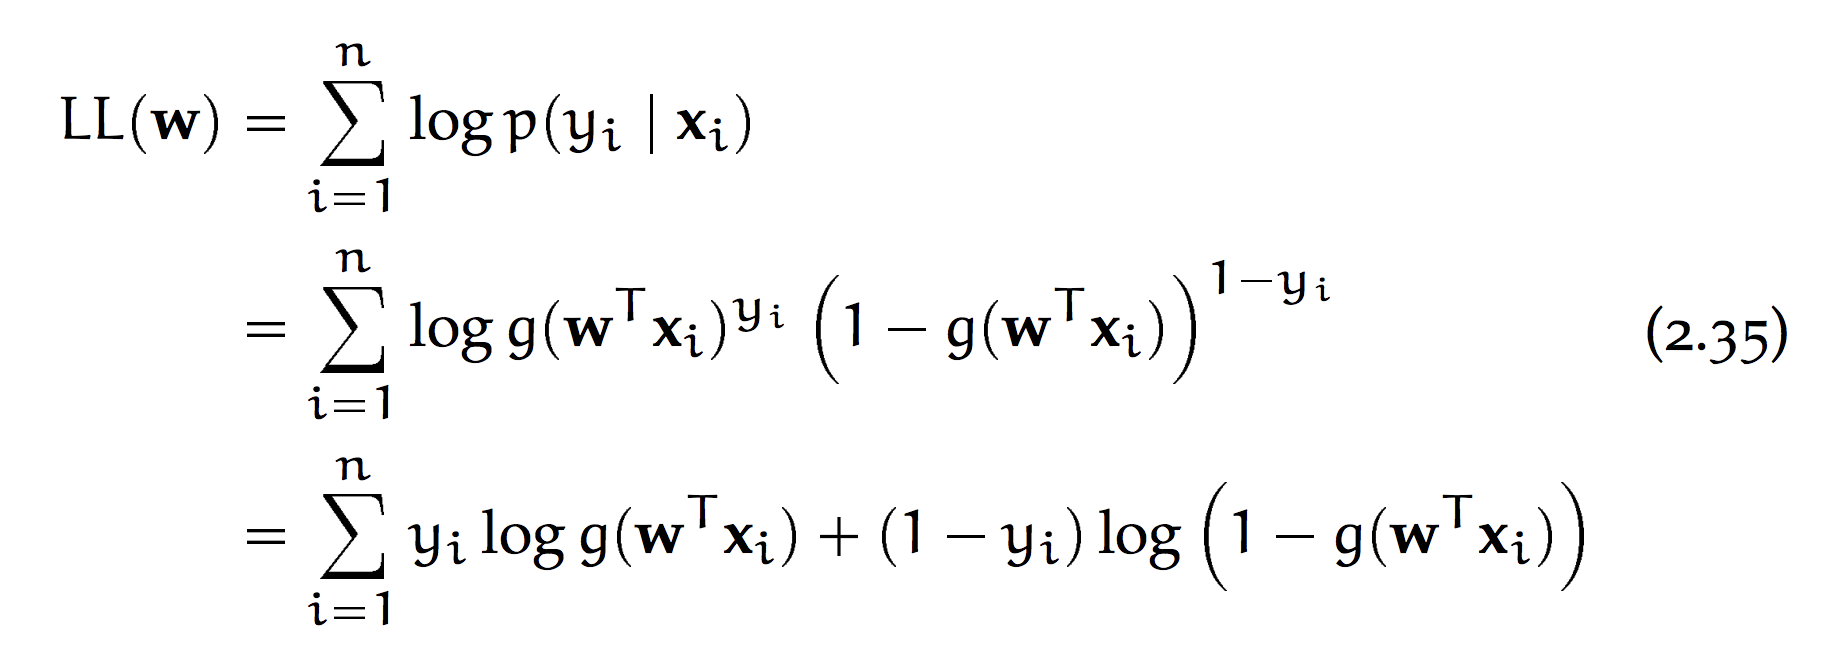 LL(𝐰) = ∑_{i=1}^{n} log p(y_i | 𝐱_i)
= ∑_{i=1}^{n} log g(𝐰^T 𝐱_i)^{y_i} (1 − g(𝐰^T 𝐱_i))^{1−y_i} (2.35)
= ∑_{i=1}^{n} y_i log g(𝐰^T 𝐱_i) + (1 − y_i) log (1 − g(𝐰^T 𝐱_i))